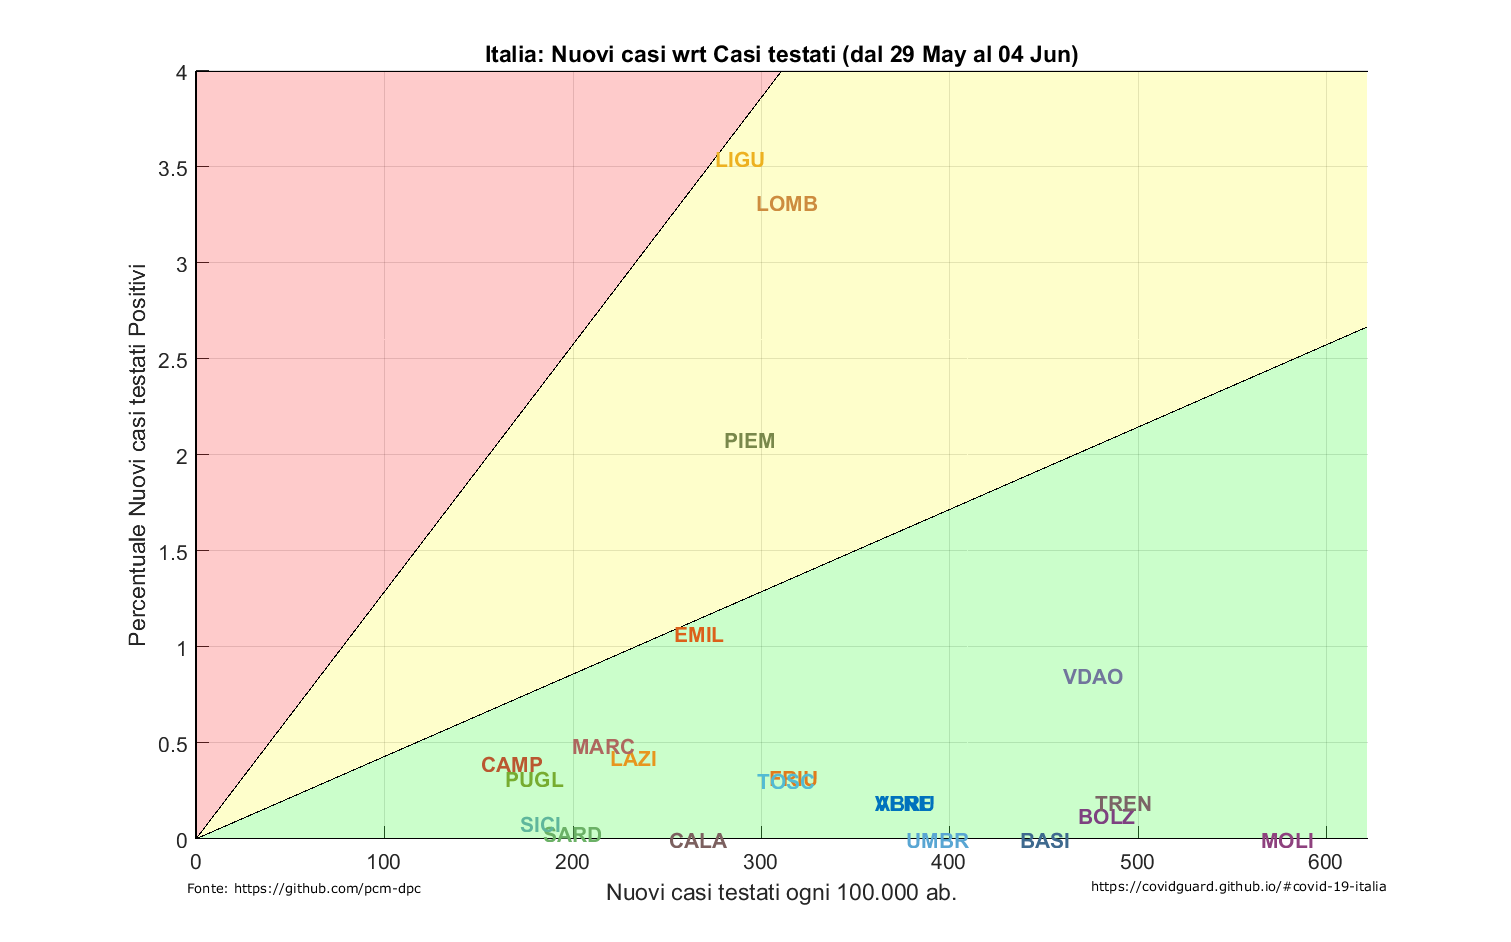 Italia: Nuovi casi wrt Casi testati (dal 29 May al 04 Jun)
4
3.5
3
2.5
2
1.5
1
0.5
0
Percentuale Nuovi casi testati Positivi
LIGU
LOMB
PIEM
EMIL
VDAO
MARC
LAZI
CAMP
PUGL
FRIU
TOSC
ABRU
TREN
BOLZ
SICI
SARD
CALA
UMBR
BASI
MOLI
0
100
200
300
400
500
600
Nuovi casi testati ogni 100.000 ab.
Fonte: https://github.com/pcm-dpc
https://covidguard.github.io/#covid-19-italia